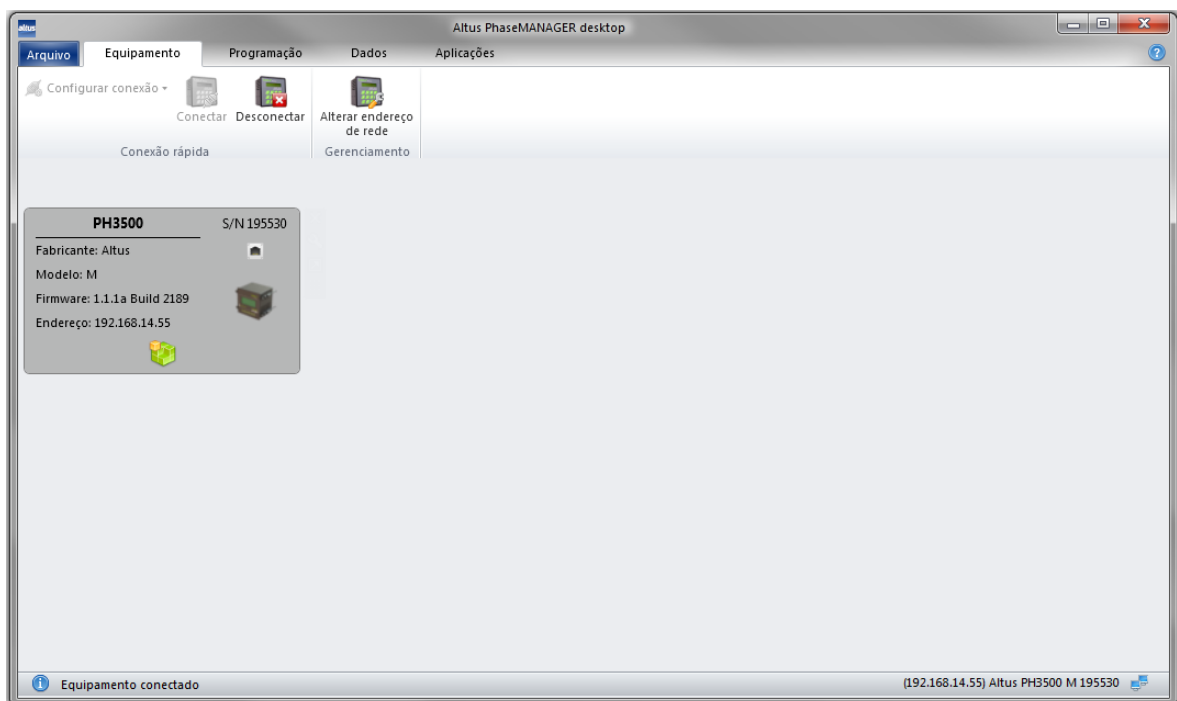 altus
Altus PhaseMANAGER desktop
Arquivo Equipamento Programação Dados Aplicações
Configurar conexão
Conectar Desconectar Alterar endereço
de rede
Conexão rápida Gerenciamento
PH3500 S/N 195530
Fabricante: Altus
Modelo: M
Firmware: 1.1.1a Build 2189
Endereço: 192.168.14.55
Equipamento conectado (192.168.14.55) Altus PH3500 M 195530